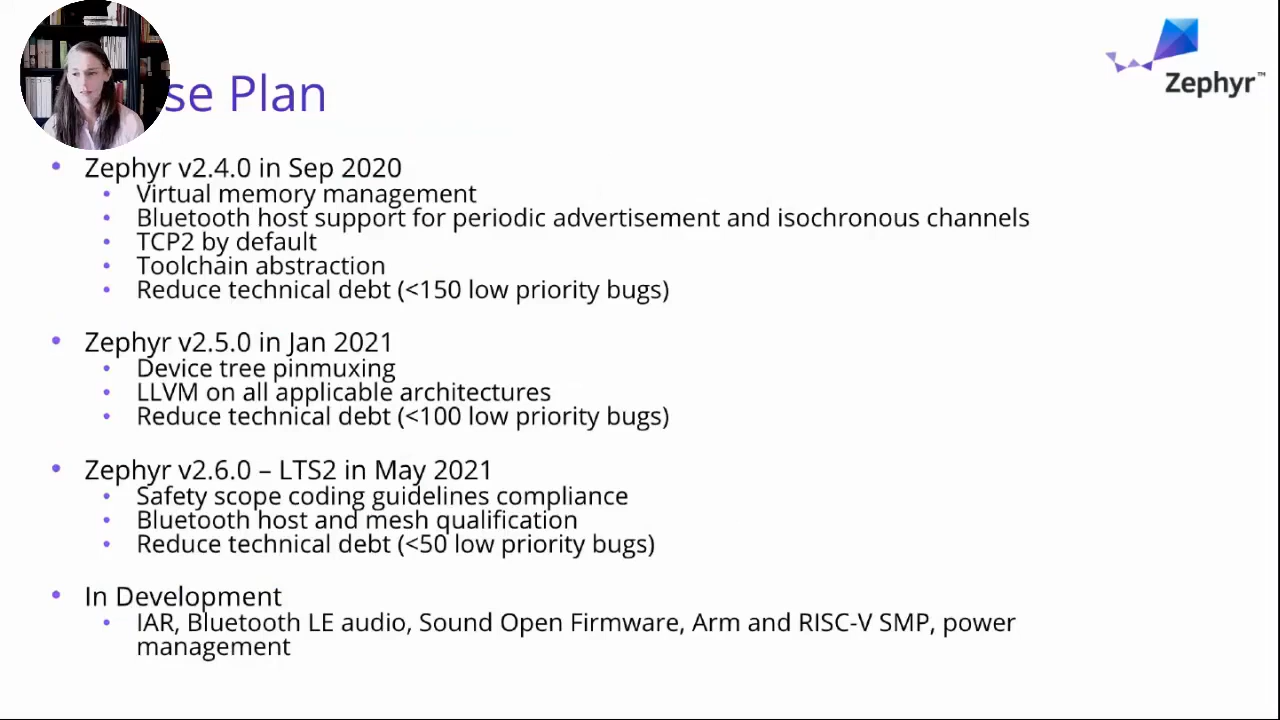 se Plan
Zephyr™
• Zephyr v2.4.0 in Sep 2020
• Virtual memory management
• Bluetooth host support for periodic advertisement and isochronous channels
• TCP2 by default
• Toolchain abstraction
• Reduce technical debt (<150 low priority bugs)
• Zephyr v2.5.0 in Jan 2021
• Device tree pinmuxing
• LLVM on all applicable architectures
• Reduce technical debt (<100 low priority bugs)
• Zephyr v2.6.0 – LTS2 in May 2021
• Safety scope coding guidelines compliance
• Bluetooth host and mesh qualification
• Reduce technical debt (<50 low priority bugs)
• In Development
• IAR, Bluetooth LE audio, Sound Open Firmware, Arm and RISC-V SMP, power
management